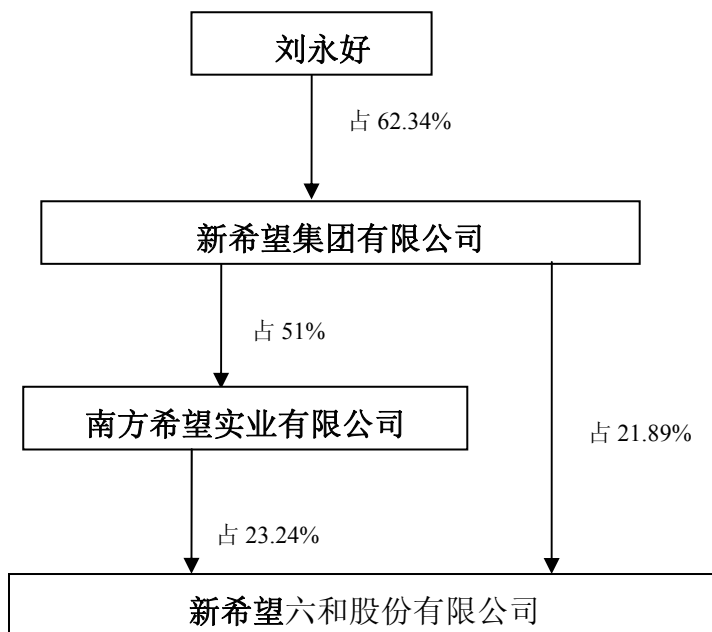 刘永好
占 62.34%
新希望集团有限公司
占 51%
南方希望实业有限公司
占 21.89%
占 23.24%
新希望六和股份有限公司